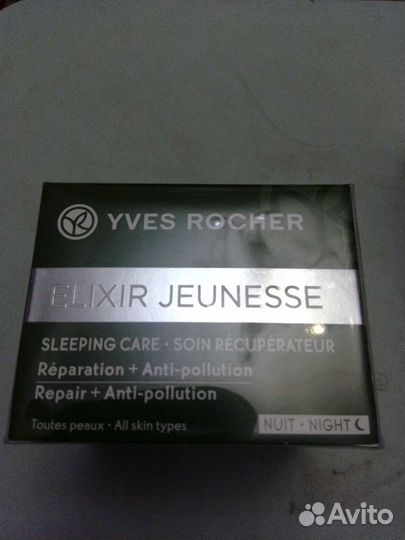 YVES ROCHER
ELIXIR JEUNESSE
SLEEPING CARE • SOIN RÉCUPÉRATEUR
Réparation + Anti-pollution
Repair + Anti-pollution
Toutes peaux • All skin types
NUIT • NIGHT
Avito